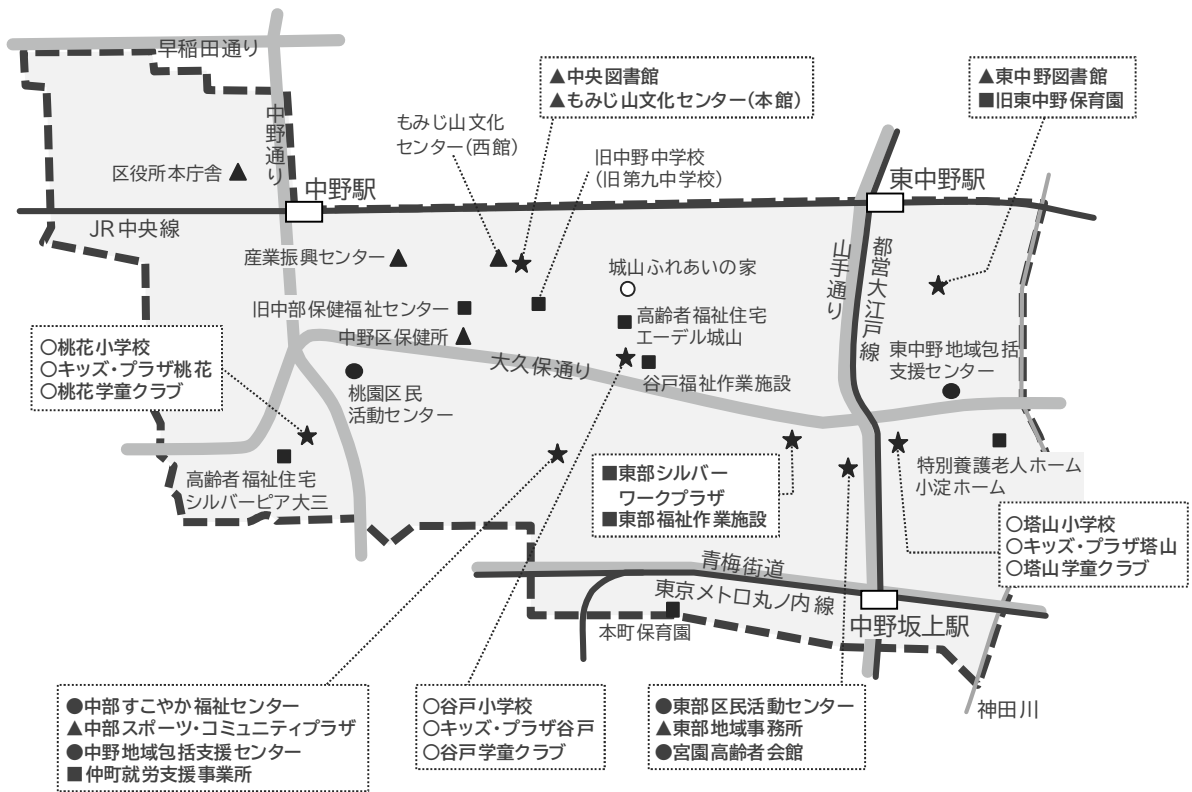 早稲田通り
中野通り
▲中央図書館
▲もみじ山文化センター(本館)
▲東中野図書館
■旧東中野保育園
もみじ山文化
センター(西館)
旧中野中学校
(旧第九中学校)
区役所本庁舎
中野駅
東中野駅
JR中央線
産業振興センター
城山ふれあいの家
山手通り
都営大江戸線
旧中部保健福祉センター
高齢者福祉住宅
エーデル城山
中野区保健所
大久保通り
谷戸福祉作業施設
東中野地域包括
支援センター
○桃花小学校
○キッズ・プラザ桃花
○桃花学童クラブ
桃園区民
活動センター
高齢者福祉住宅
シルバーピア大三
■東部シルバー
ワークプラザ
■東部福祉作業施設
特別養護老人ホーム
小淀ホーム
○塔山小学校
○キッズ・プラザ塔山
○塔山学童クラブ
青梅街道
東京メトロ丸ノ内線
本町保育園
中野坂上駅
神田川
●中部すこやか福祉センター
▲中部スポーツ・コミュニティプラザ
●中野地域包括支援センター
■仲町就労支援事業所
○谷戸小学校
○キッズ・プラザ谷戸
○谷戸学童クラブ
●東部区民活動センター
▲東部地域事務所
●宮園高齢者会館